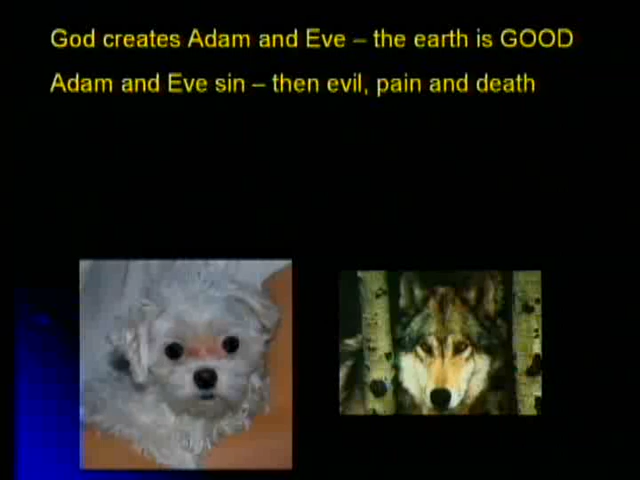 God creates Adam and Eve – the earth is GOOD
Adam and Eve sin – then evil, pain and death